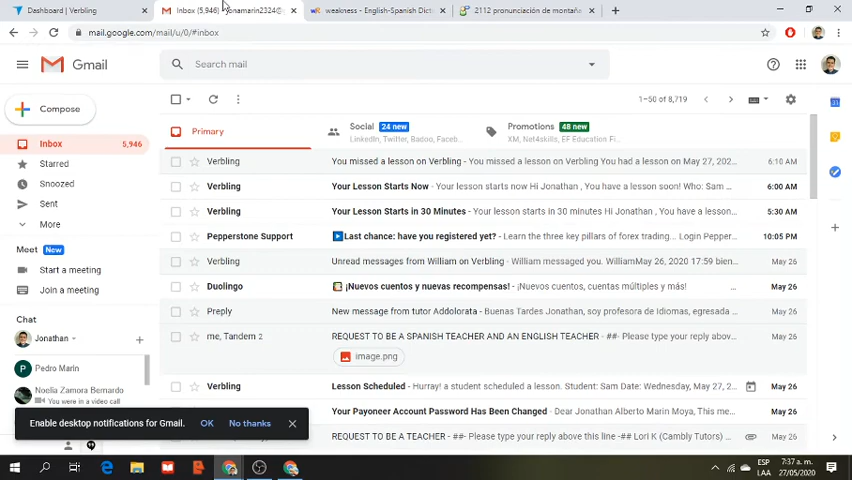 Dashboard | Verbling
Inbox (5,946)
weakness - English-Spanish Dict
2112 pronunciación de montaña
mail.google.com/mail/u/0/#inbox
Gmail
Search mail
Compose
1–50 of 8,719
Inbox 5,946
Primary
Social 24 new
LinkedIn, Twitter, Badoo, Faceb...
Promotions 48 new
XM, Net4skills, EF Education Fi...
Starred
Snoozed
Sent
More
Meet New
Start a meeting
Join a meeting
Chat
Jonathan
Pedro Marin
Noelia Zamora Bernardo
You were in a video call
Verbling You missed a lesson on Verbling - You missed a lesson on Verbling You had a lesson on May 27, 202... 6:10 AM
Verbling Your Lesson Starts Now - Your lesson starts now Hi Jonathan , You have a lesson soon! Who: Sam ... 6:00 AM
Verbling Your Lesson Starts in 30 Minutes - Your lesson starts in 30 minutes Hi Jonathan , You have a lesson... 5:30 AM
Pepperstone Support Last chance: have you registered yet? - Learn the three key pillars of forex trading... Login Pepper... 10:05 PM
Verbling Unread messages from William on Verbling - William messaged you. WilliamMay 26, 2020 17:59 bien... May 26
Duolingo ¡Nuevos cuentos y nuevas recompensas! - ¡Nuevos cuentos, cuentos múltiples y más! ... May 26
Preply New message from tutor Addolorata - Buenas Tardes Jonathan, soy profesora de Idiomas, egresada ... May 26
me, Tandem 2 REQUEST TO BE A SPANISH TEACHER AND AN ENGLISH TEACHER - ##- Please type your reply abov... May 26
image.png
Verbling Lesson Scheduled - Hurray! a student scheduled a lesson. Student: Sam Date: Wednesday, May 27, 2... May 26
Your Payoneer Account Password Has Been Changed - Dear Jonathan Alberto Marin Moya, This me... May 26
REQUEST TO BE A TEACHER - ##- Please type your reply above this line -## Lori K (Cambly Tutors) ... May 26
Enable desktop notifications for Gmail. OK No thanks
ESP
LAA
7:37 a. m.
27/05/2020